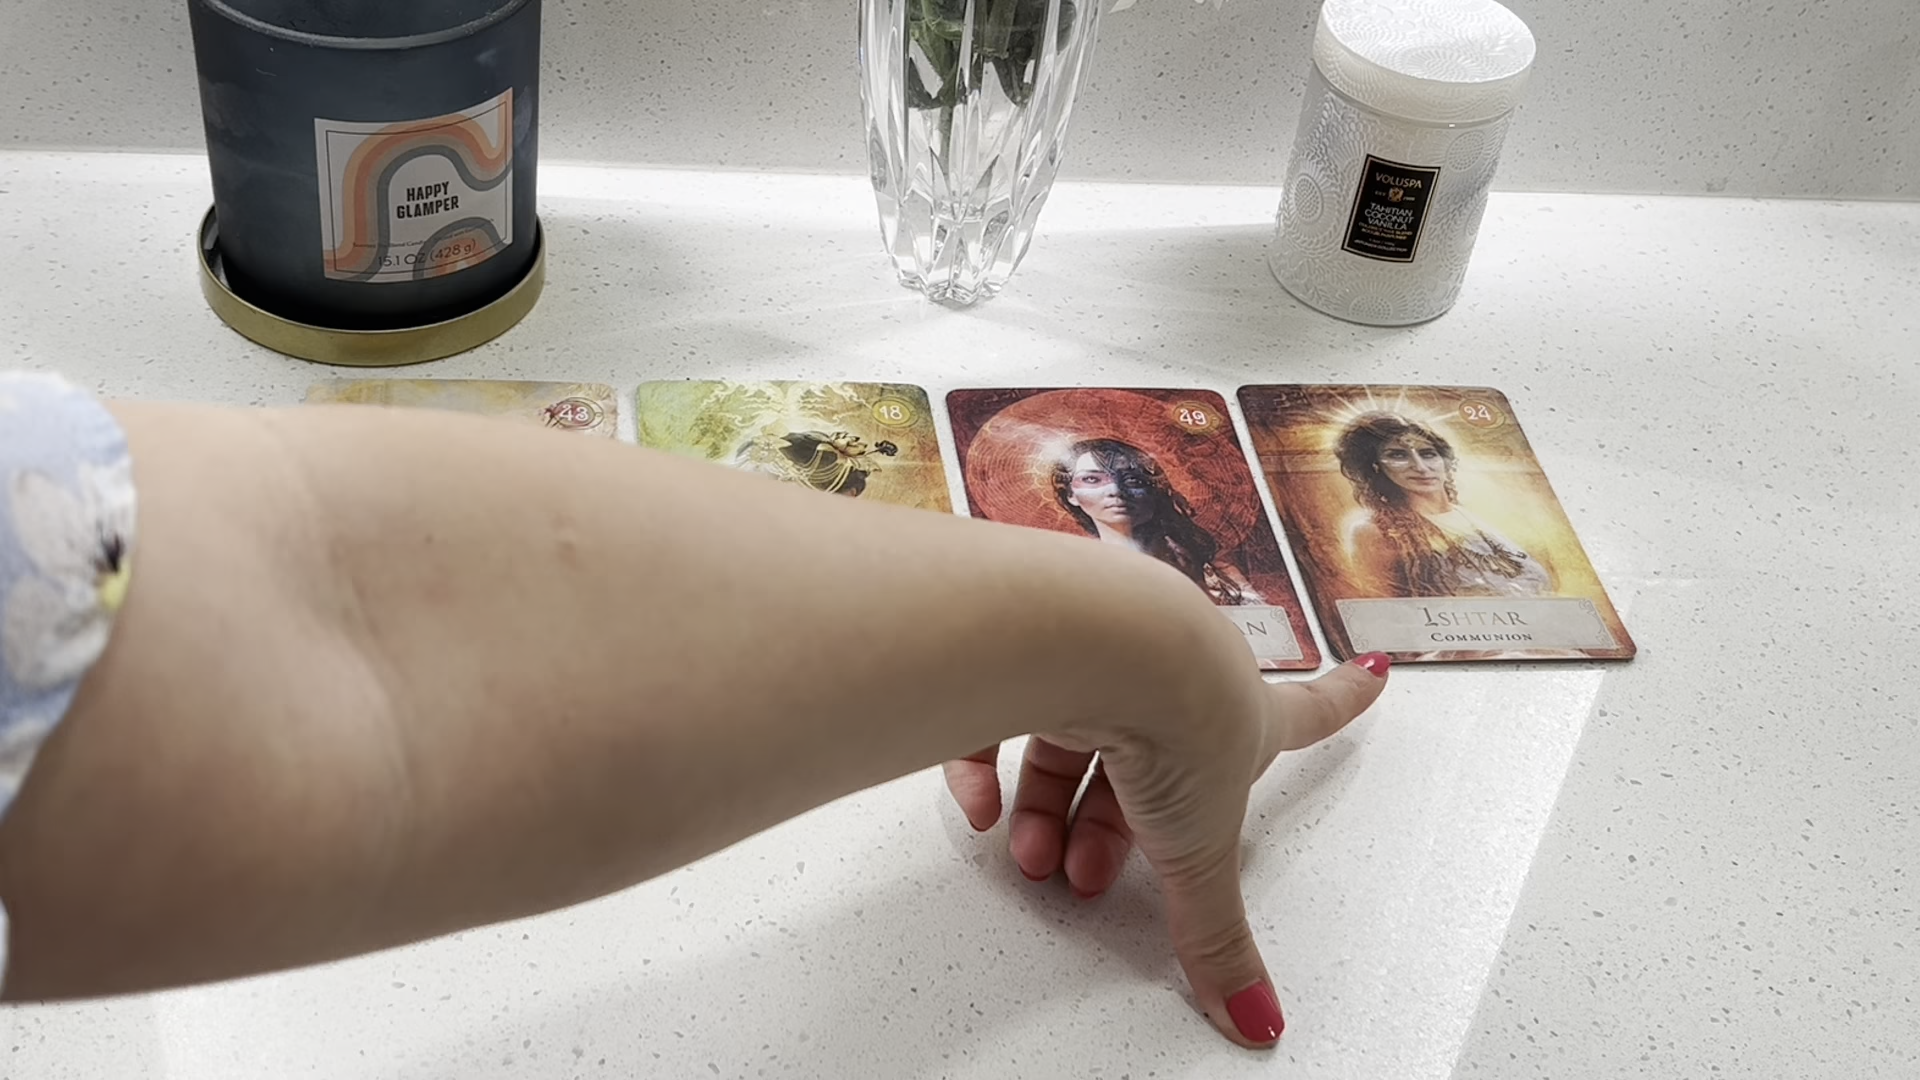 HAPPY
GLAMPER
15.1 OZ (428 g)
VOLUSPA
TAHITIAN
COCONUT
VANILLA
43
18
49
24
AN
ISHTAR
COMMUNION